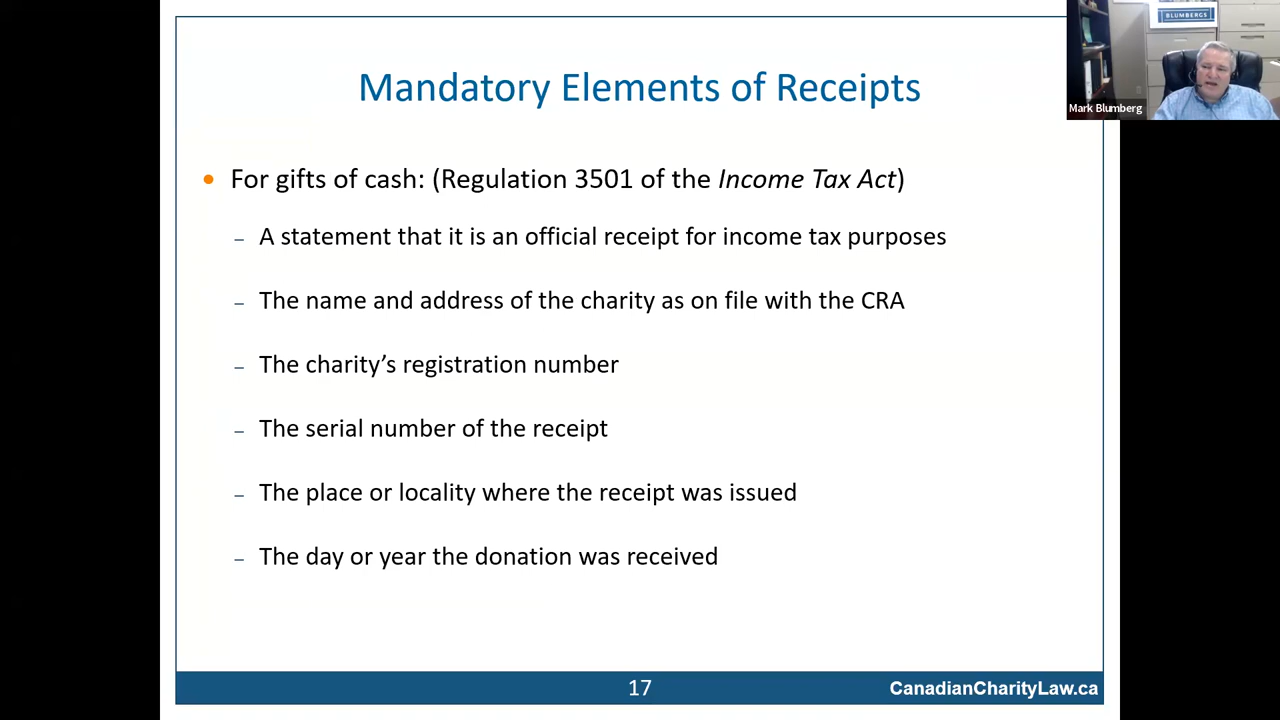 BLUMBERGS
Mark Blumberg
Mandatory Elements of Receipts
• For gifts of cash: (Regulation 3501 of the Income Tax Act)
– A statement that it is an official receipt for income tax purposes
– The name and address of the charity as on file with the CRA
– The charity’s registration number
– The serial number of the receipt
– The place or locality where the receipt was issued
– The day or year the donation was received
17
CanadianCharityLaw.ca